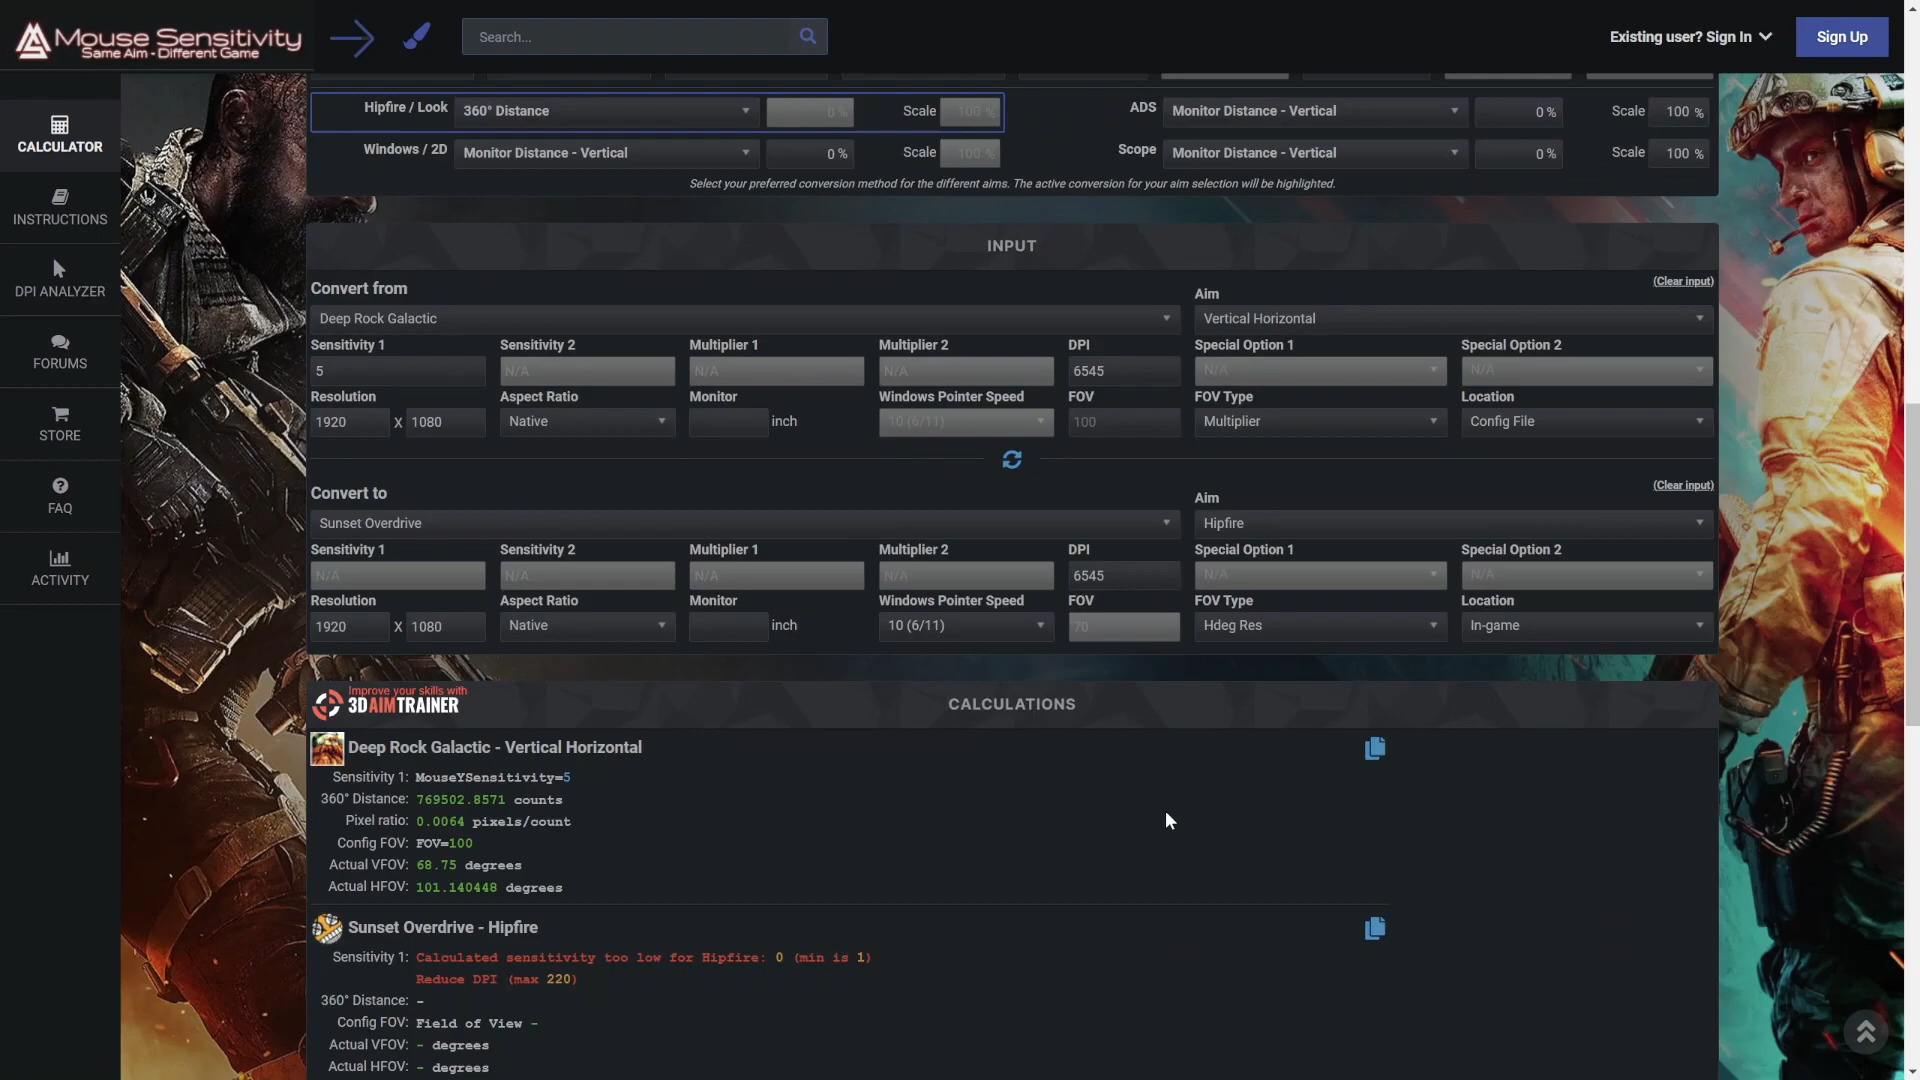 Mouse Sensitivity
Same Aim - Different Game
Search...
Existing user? Sign In
Sign Up
CALCULATOR
INSTRUCTIONS
DPI ANALYZER
FORUMS
STORE
FAQ
ACTIVITY
Hipfire / Look 360° Distance 0 % Scale 100 % ADS Monitor Distance - Vertical 0 % Scale 100 %
Windows / 2D Monitor Distance - Vertical 0 % Scale 100 % Scope Monitor Distance - Vertical 0 % Scale 100 %
Select your preferred conversion method for the different aims. The active conversion for your aim selection will be highlighted.
INPUT
(Clear input)
Convert from Aim
Deep Rock Galactic Vertical Horizontal
Sensitivity 1 Sensitivity 2 Multiplier 1 Multiplier 2 DPI Special Option 1 Special Option 2
5 N/A N/A N/A 6545 N/A N/A
Resolution Aspect Ratio Monitor Windows Pointer Speed FOV FOV Type Location
1920 X 1080 Native inch 10 (6/11) 100 Multiplier Config File
(Clear input)
Convert to Aim
Sunset Overdrive Hipfire
Sensitivity 1 Sensitivity 2 Multiplier 1 Multiplier 2 DPI Special Option 1 Special Option 2
N/A N/A N/A N/A 6545 N/A N/A
Resolution Aspect Ratio Monitor Windows Pointer Speed FOV FOV Type Location
1920 X 1080 Native inch 10 (6/11) 70 Hdeg Res In-game
Improve your skills with
3DAIMTRAINER
CALCULATIONS
Deep Rock Galactic - Vertical Horizontal
Sensitivity 1: MouseYSensitivity=5
360° Distance: 769502.8571 counts
Pixel ratio: 0.0064 pixels/count
Config FOV: FOV=100
Actual VFOV: 68.75 degrees
Actual HFOV: 101.140448 degrees
Sunset Overdrive - Hipfire
Sensitivity 1: Calculated sensitivity too low for Hipfire: 0 (min is 1)
Reduce DPI (max 220)
360° Distance: -
Config FOV: Field of View -
Actual VFOV: - degrees
Actual HFOV: - degrees